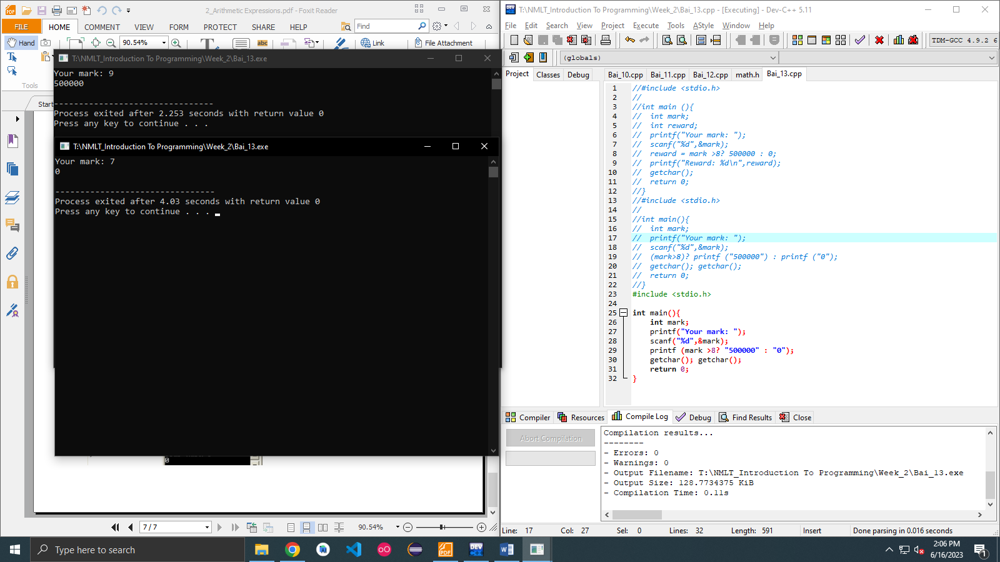 2_Arithmetic Expressions.pdf - Foxit Reader
FILE HOME COMMENT VIEW FORM PROTECT SHARE HELP Find
Hand 90.54% Link File Attachment
Tools
Start
T:\NMLT_Introduction To Programming\Week_2\Bai_13.exe
Your mark: 9
500000
--------------------------------
Process exited after 2.253 seconds with return value 0
Press any key to continue . . .
T:\NMLT_Introduction To Programming\Week_2\Bai_13.exe
Your mark: 7
0
--------------------------------
Process exited after 4.03 seconds with return value 0
Press any key to continue . . .
0
7 / 7 90.54%
T:\NMLT_Introduction To Programming\Week_2\Bai_13.cpp - [Executing] - Dev-C++ 5.11
File Edit Search View Project Execute Tools AStyle Window Help
TDM-GCC 4.9.2 6
(globals)
Project Classes Debug Bai_10.cpp Bai_11.cpp Bai_12.cpp math.h Bai_13.cpp
1 //#include <stdio.h>
2 //
3 //int main (){
4 // int mark;
5 // int reward;
6 // printf("Your mark: ");
7 // scanf("%d",&mark);
8 // reward = mark >8? 500000 : 0;
9 // printf("Reward: %d\n",reward);
10 // getchar();
11 // return 0;
12 //}
13 //#include <stdio.h>
14 //
15 //int main(){
16 // int mark;
17 // printf("Your mark: ");
18 // scanf("%d",&mark);
19 // (mark>8)? printf ("500000") : printf ("0");
20 // getchar(); getchar();
21 // return 0;
22 //}
23 #include <stdio.h>
24
25 int main(){
26 int mark;
27 printf("Your mark: ");
28 scanf("%d",&mark);
29 printf (mark >8? "500000" : "0");
30 getchar(); getchar();
31 return 0;
32 }
Compiler Resources Compile Log Debug Find Results Close
Abort Compilation
Compilation results...
--------
- Errors: 0
- Warnings: 0
- Output Filename: T:\NMLT_Introduction To Programming\Week_2\Bai_13.exe
- Output Size: 128.7734375 KiB
- Compilation Time: 0.11s
Line: 17 Col: 27 Sel: 0 Lines: 32 Length: 591 Insert Done parsing in 0.016 seconds
Type here to search
2:06 PM
6/16/2023
1